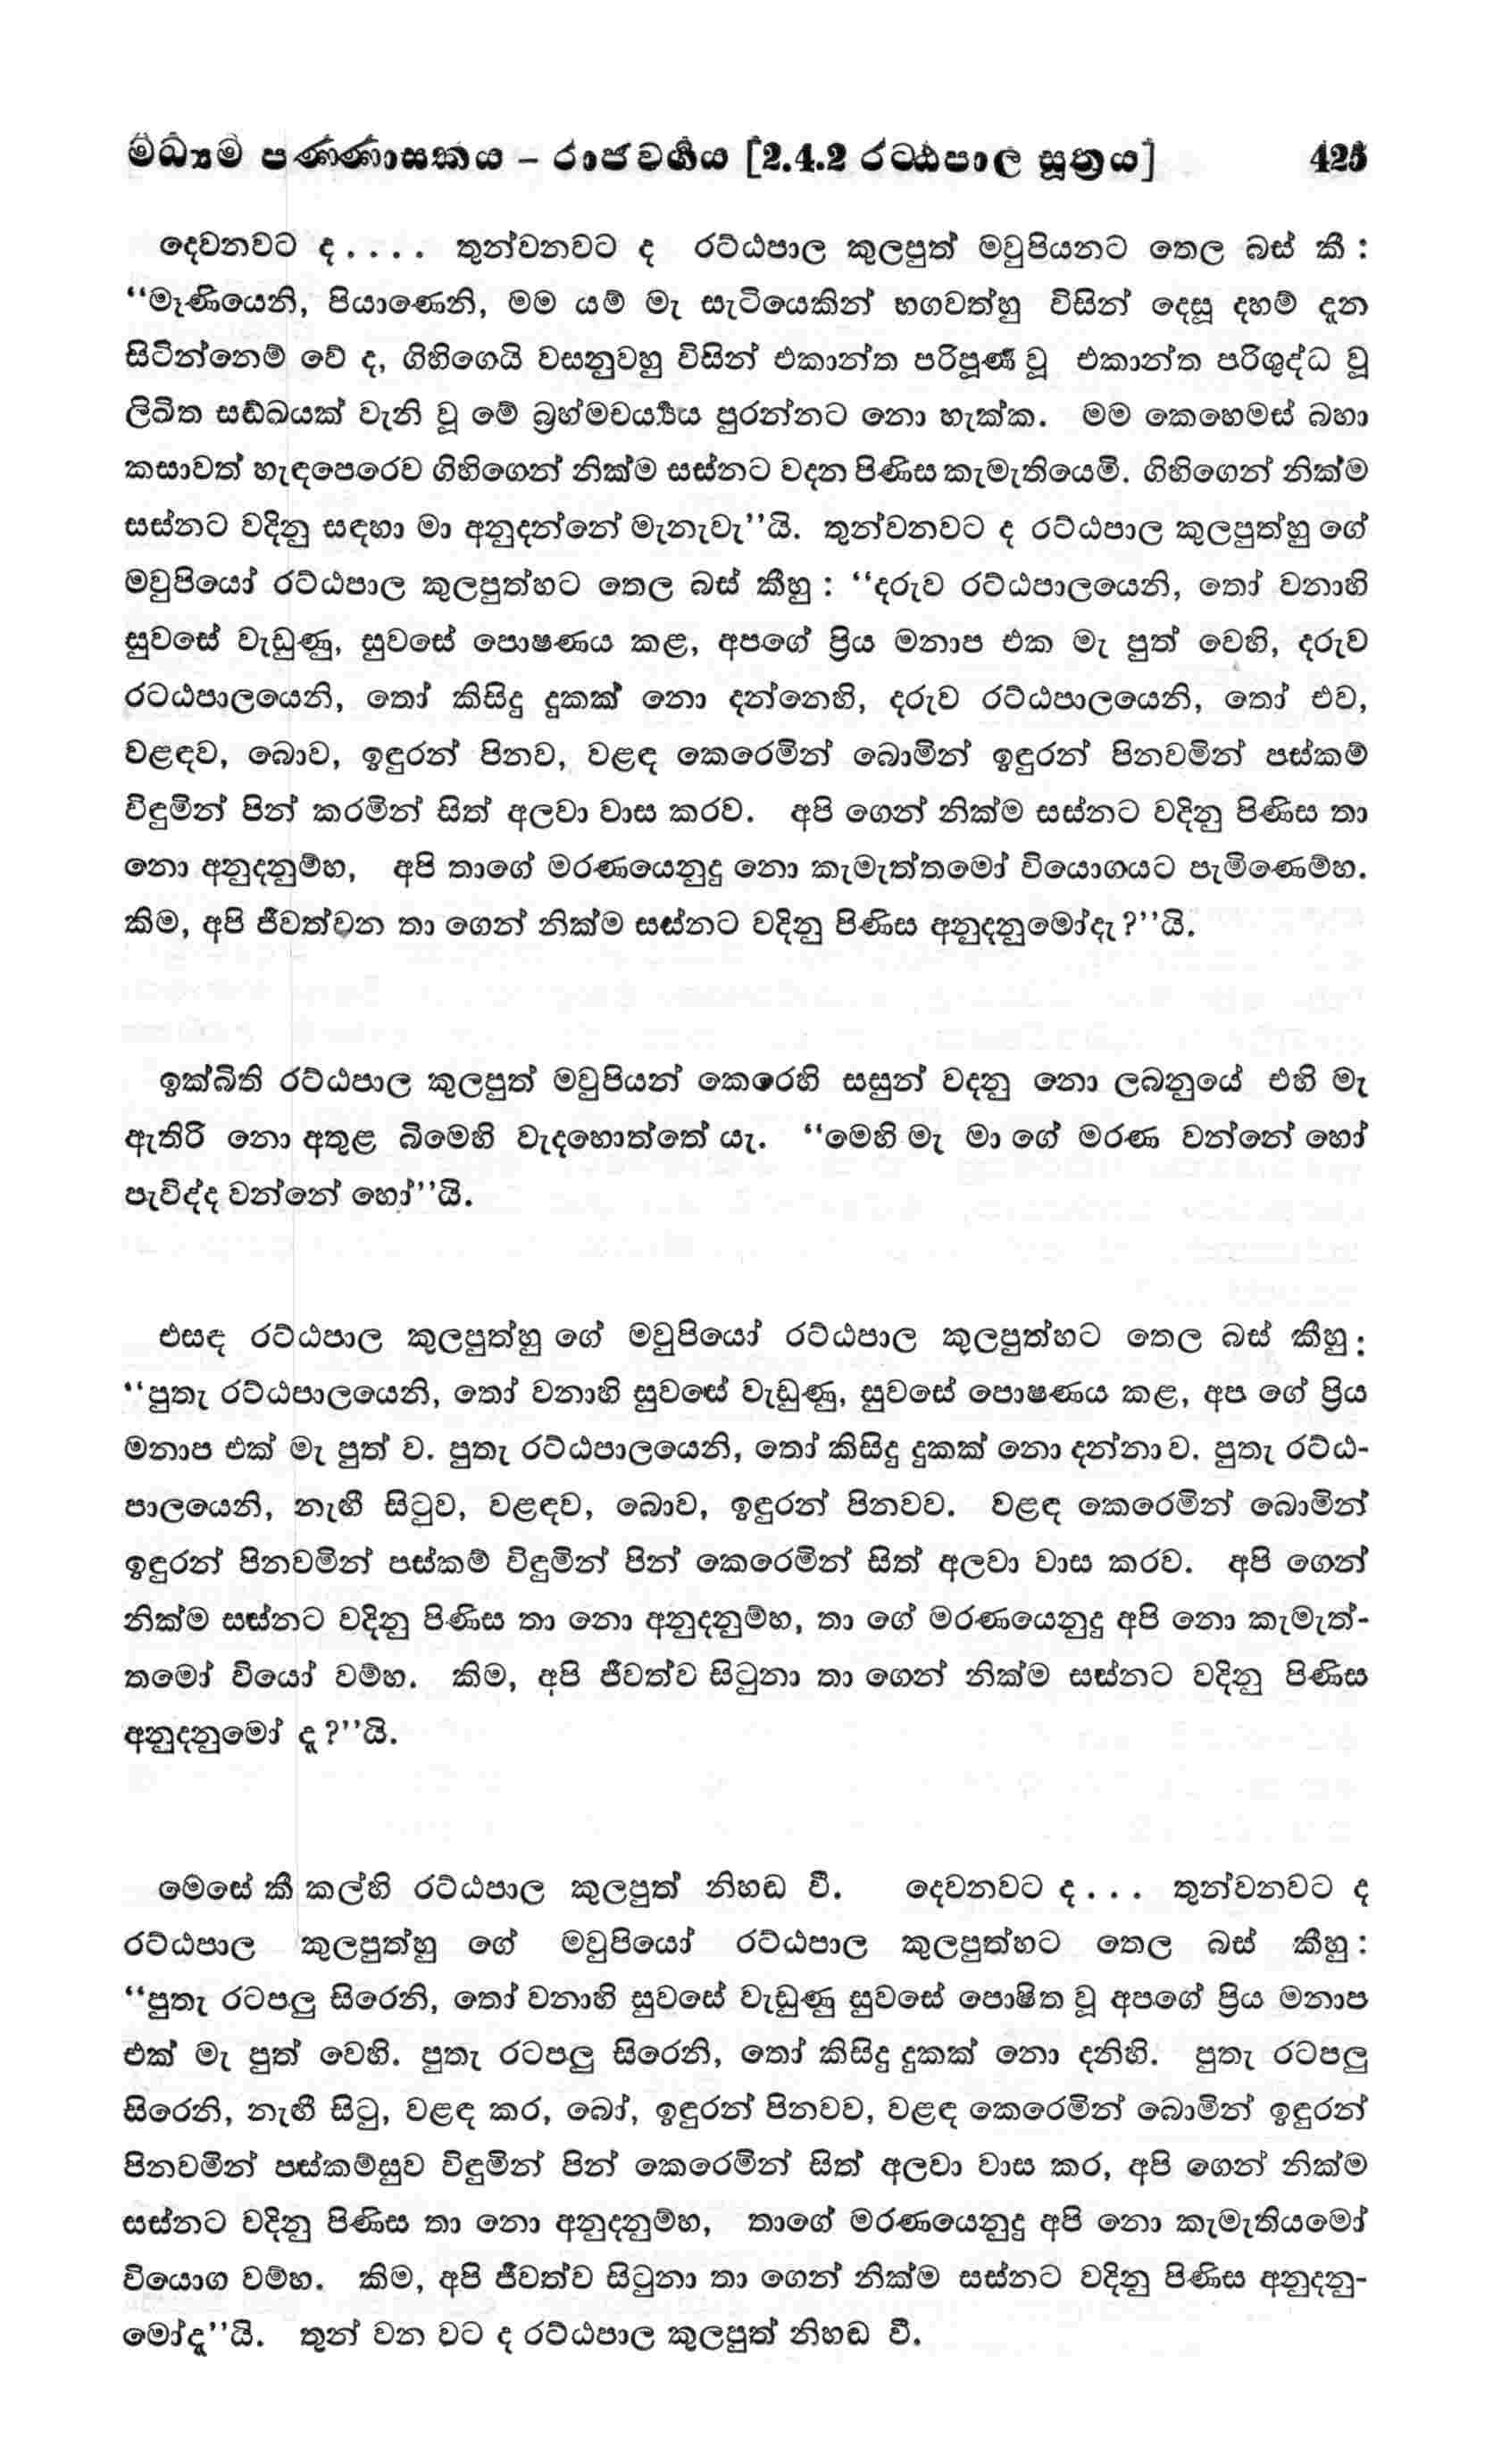 මධ්‍යම පණ්ණාසකය – රාජවර්ගය [2.4.2 රට්ඨපාල සූත්‍රය] 425
දෙවනවට ද . . . . තුන්වනවට ද රට්ඨපාල කුලපුත් මවුපියනට තෙල බස් කී :
“මෑණියෙනි, පියාණෙනි, මම යම් මැ සැටියෙකින් භගවත්හු විසින් දෙසූ දහම් දැන
සිටින්නෙම් වේ ද, ගිහිගෙයි වසනුවහු විසින් එකාන්ත පරිපූර්ණ වූ එකාන්ත පරිශුද්ධ වූ
ලිඛිත සඬ්ඛයක් වැනි වූ මේ බ්‍රහ්මචර්‍ය්‍යය පුරන්නට නො හැක්ක. මම කෙහෙමස් බහා
කසාවත් හැඳපෙරෙව ගිහිගෙන් නික්ම සස්නට වදන පිණිස කැමැතියෙමි. ගිහිගෙන් නික්ම
සස්නට වදිනු සඳහා මා අනුදන්නේ මැනැවැ”යි. තුන්වනවට ද රට්ඨපාල කුලපුත්හු ගේ
මවුපියෝ රට්ඨපාල කුලපුත්හට තෙල බස් කීහු : “දරුව රට්ඨපාලයෙනි, තෝ වනාහි
සුවසේ වැඩුණු, සුවසේ පොෂණය කළ, අපගේ ප්‍රිය මනාප එක මැ පුත් වෙහි, දරුව
රටඨපාලයෙනි, තෝ කිසිදු දුකක් නො දන්නෙහි, දරුව රට්ඨපාලයෙනි, තෝ එව,
වළඳව, බොව, ඉඳුරන් පිනව, වළඳ කෙරෙමින් බොමින් ඉඳුරන් පිනවමින් පස්කම්
විඳුමින් පින් කරමින් සිත් අලවා වාස කරව. අපි ගෙන් නික්ම සස්නට වදිනු පිණිස තා
නො අනුදනුම්හ, අපි තාගේ මරණයෙනුදු නො කැමැත්තමෝ වියොගයට පැමිණෙම්හ.
කිම, අපි ජීවත්වන තා ගෙන් නික්ම සස්නට වදිනු පිණිස අනුදනුමෝදැ?”යි.
ඉක්බිති රට්ඨපාල කුලපුත් මවුපියන් කෙරෙහි සසුන් වදනු නො ලබනුයේ එහි මැ
ඇතිරි නො අතුළ බිමෙහි වැදහොත්තේ යැ. “මෙහි මැ මා ගේ මරණ වන්නේ හෝ
පැවිද්ද වන්නේ හෝ”යි.
එසඳ රට්ඨපාල කුලපුත්හු ගේ මවුපියෝ රට්ඨපාල කුලපුත්හට තෙල බස් කීහු :
“පුතැ රට්ඨපාලයෙනි, තෝ වනාහි සුවසේ වැඩුණු, සුවසේ පොෂණය කළ, අප ගේ ප්‍රිය
මනාප එක් මැ පුත් ව. පුතැ රට්ඨපාලයෙනි, තෝ කිසිදු දුකක් නො දන්නා ව. පුතැ රට්ඨ-
පාලයෙනි, නැඟී සිටුව, වළඳව, බොව, ඉඳුරන් පිනවව. වළඳ කෙරෙමින් බොමින්
ඉඳුරන් පිනවමින් පස්කම් විඳුමින් පින් කෙරෙමින් සිත් අලවා වාස කරව. අපි ගෙන්
නික්ම සස්නට වදිනු පිණිස තා නො අනුදනුම්හ, තා ගේ මරණයෙනුදු අපි නො කැමැත්-
තමෝ වියෝ වම්හ. කිම, අපි ජීවත්ව සිටුනා තා ගෙන් නික්ම සස්නට වදිනු පිණිස
අනුදනුමෝ දැ?”යි.
මෙසේ කී කල්හි රට්ඨපාල කුලපුත් නිහඬ වී. දෙවනවට ද . . . තුන්වනවට ද
රට්ඨපාල කුලපුත්හු ගේ මවුපියෝ රට්ඨපාල කුලපුත්හට තෙල බස් කීහු :
“පුතැ රටපලු සිරෙනි, තෝ වනාහි සුවසේ වැඩුණු සුවසේ පොෂිත වූ අපගේ ප්‍රිය මනාප
එක් මැ පුත් වෙහි. පුතැ රටපලු සිරෙනි, තෝ කිසිදු දුකක් නො දනිහි. පුතැ රටපලු
සිරෙනි, නැඟී සිටු, වළඳ කර, බෝ, ඉඳුරන් පිනවව, වළඳ කෙරෙමින් බොමින් ඉඳුරන්
පිනවමින් පස්කම්සුව විඳුමින් පින් කෙරෙමින් සිත් අලවා වාස කර, අපි ගෙන් නික්ම
සස්නට වදිනු පිණිස තා නො අනුදනුම්හ, තාගේ මරණයෙනුදු අපි නො කැමැතියමෝ
වියොග වම්හ. කිම, අපි ජීවත්ව සිටුනා තා ගෙන් නික්ම සස්නට වදිනු පිණිස අනුදනු-
මෝදැ”යි. තුන් වන වට ද රට්ඨපාල කුලපුත් නිහඬ වී.